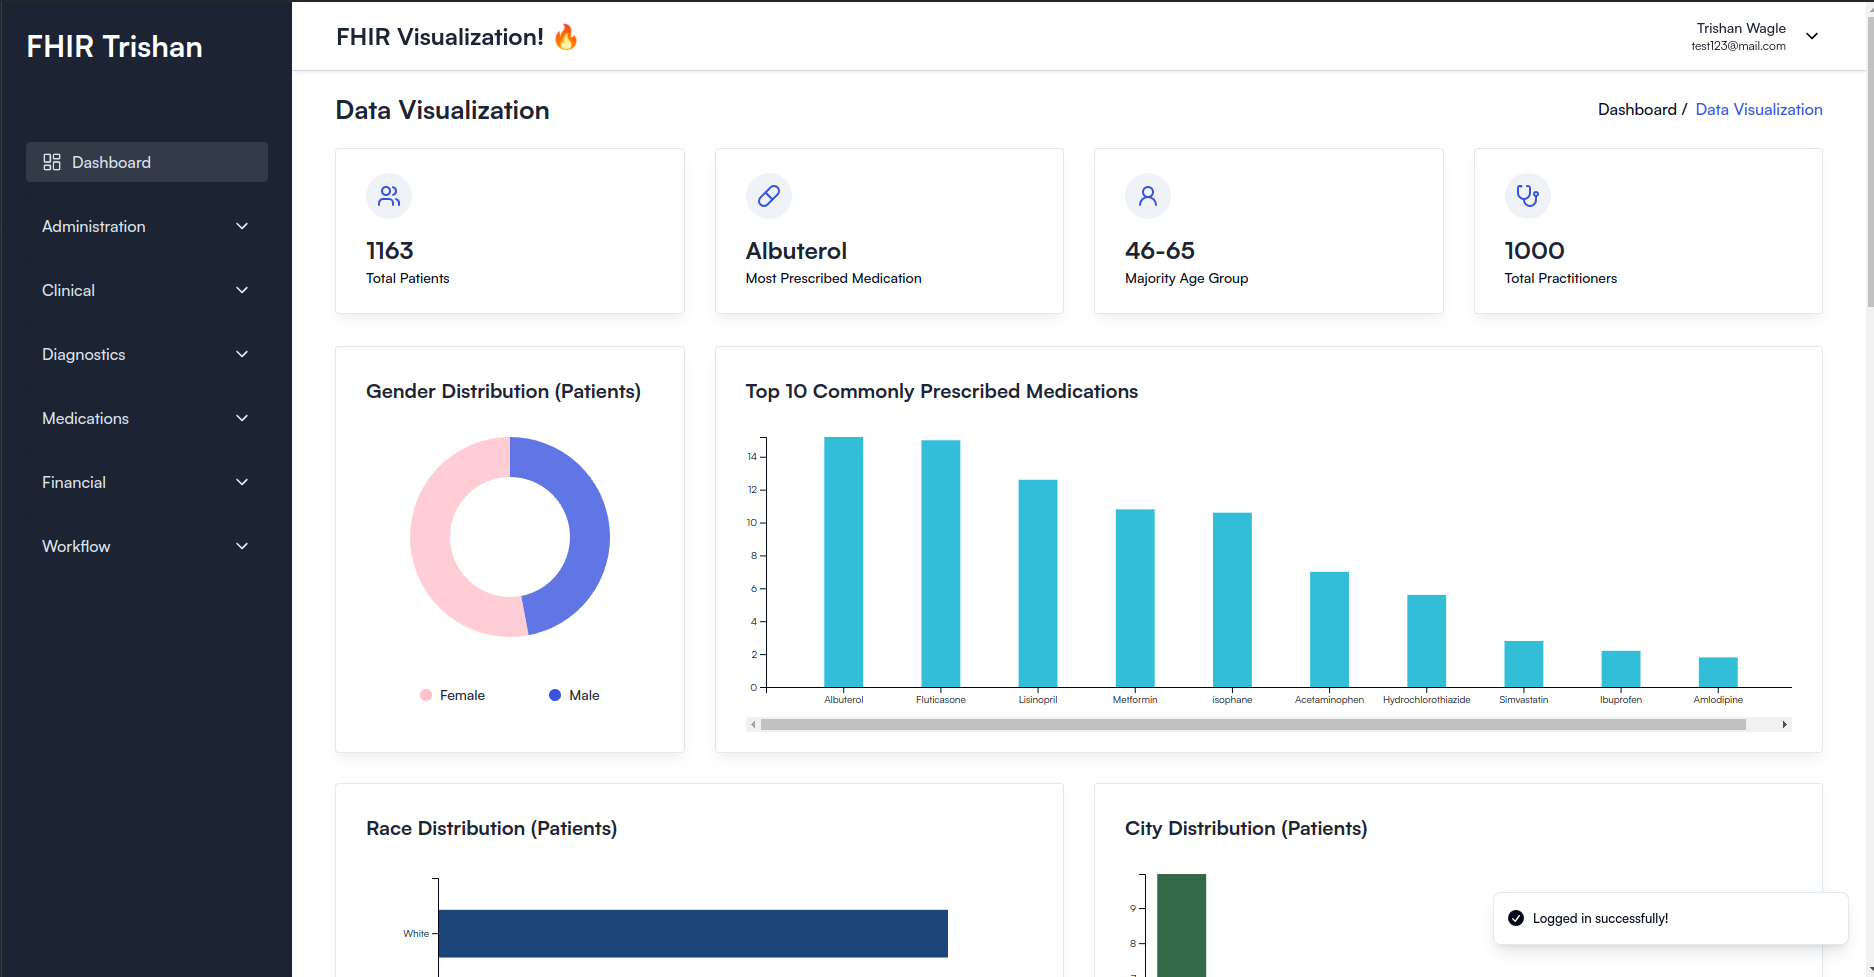 FHIR Trishan
Dashboard
Administration
Clinical
Diagnostics
Medications
Financial
Workflow
FHIR Visualization! 🔥
Trishan Wagle
test123@mail.com
Data Visualization
Dashboard / Data Visualization
1163
Total Patients
Albuterol
Most Prescribed Medication
46-65
Majority Age Group
1000
Total Practitioners
Gender Distribution (Patients)
Female
Male
Top 10 Commonly Prescribed Medications
14
12
10
8
6
4
2
0
Albuterol Fluticasone Lisinopril Metformin isophane Acetaminophen Hydrochlorothiazide Simvastatin Ibuprofen Amlodipine
Race Distribution (Patients)
White
City Distribution (Patients)
9
8
Logged in successfully!